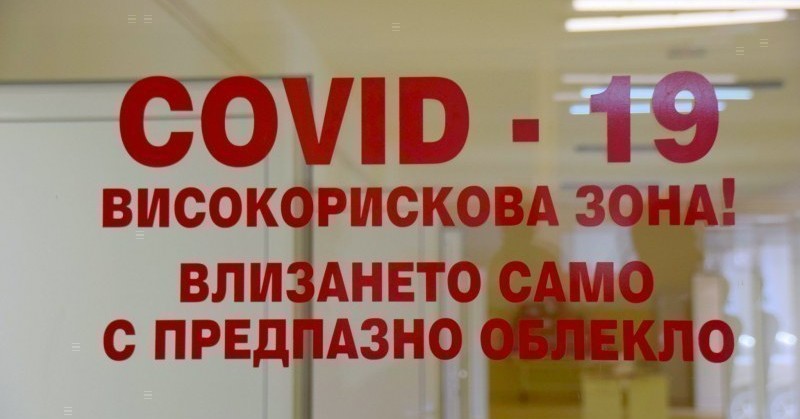 COVID - 19
ВИСОКОРИСКОВА ЗОНА!
ВЛИЗАНЕТО САМО
С ПРЕДПАЗНО ОБЛЕКЛО